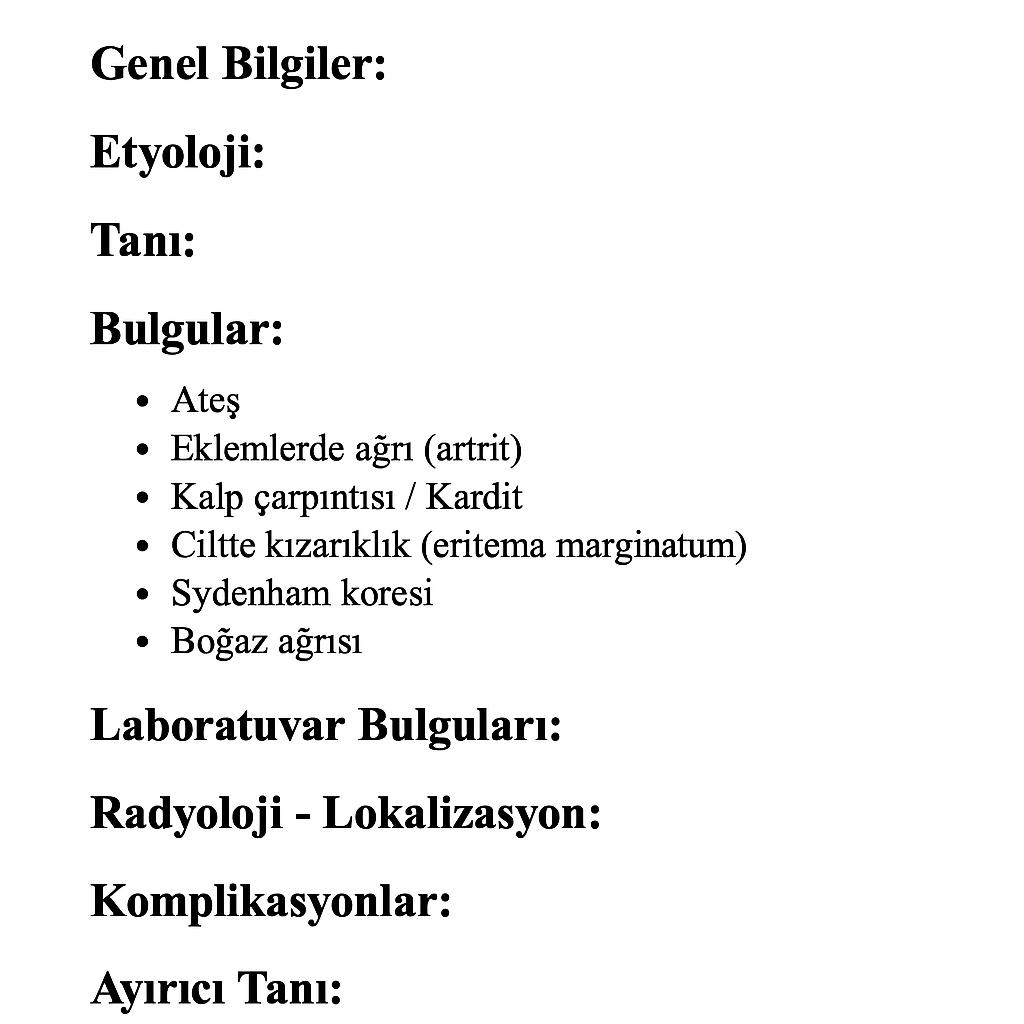 Genel Bilgiler:
Etyoloji:
Tanı:
Bulgular:
• Ateş
• Eklemlerde ağrı (artrit)
• Kalp çarpıntısı / Kardit
• Ciltte kızarıklık (eritema marginatum)
• Sydenham koresi
• Boğaz ağrısı
Laboratuvar Bulguları:
Radyoloji - Lokalizasyon:
Komplikasyonlar:
Ayırıcı Tanı: